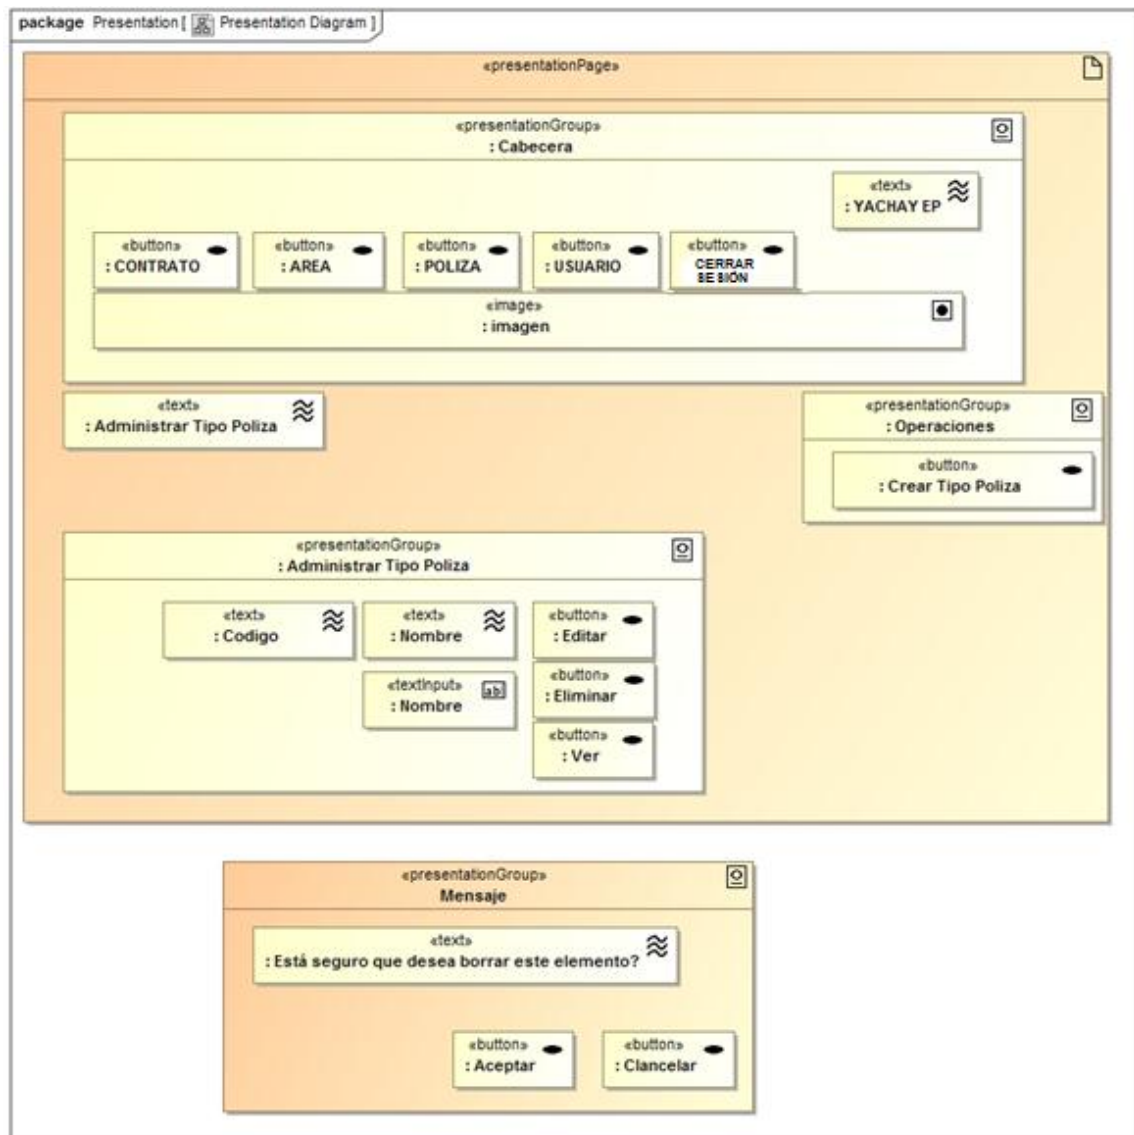 package Presentation [ Presentation Diagram ]
«presentationPage»
«presentationGroup»
: Cabecera
«text»
: YACHAY EP
«button»
: CONTRATO
«button»
: AREA
«button»
: POLIZA
«button»
: USUARIO
«button»
CERRAR
SESIÓN
«image»
: imagen
«text»
: Administrar Tipo Poliza
«presentationGroup»
: Operaciones
«button»
: Crear Tipo Poliza
«presentationGroup»
: Administrar Tipo Poliza
«text»
: Codigo
«text»
: Nombre
«button»
: Editar
«textInput»
: Nombre
ab
«button»
: Eliminar
«button»
: Ver
«presentationGroup»
Mensaje
«text»
: Está seguro que desea borrar este elemento?
«button»
: Aceptar
«button»
: Clancelar